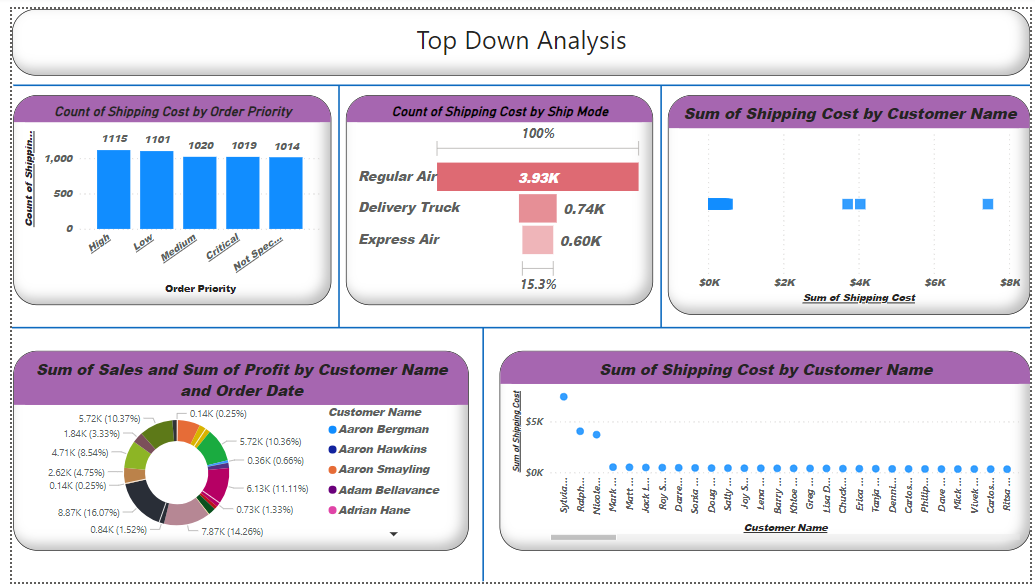 Top Down Analysis
Count of Shipping Cost by Order Priority
Count of Shippin...
1,000
500
0
1115
1101
1020
1019
1014
High
Low
Medium
Critical
Not Spec...
Order Priority
Count of Shipping Cost by Ship Mode
100%
Regular Air
3.93K
Delivery Truck
0.74K
Express Air
0.60K
15.3%
Sum of Shipping Cost by Customer Name
$0K
$2K
$4K
$6K
$8K
Sum of Shipping Cost
Sum of Sales and Sum of Profit by Customer Name
and Order Date
0.14K (0.25%)
5.72K (10.36%)
0.36K (0.66%)
6.13K (11.11%)
0.73K (1.33%)
7.87K (14.26%)
0.84K (1.52%)
8.87K (16.07%)
0.14K (0.25%)
2.62K (4.75%)
4.71K (8.54%)
1.84K (3.33%)
5.72K (10.37%)
Customer Name
Aaron Bergman
Aaron Hawkins
Aaron Smayling
Adam Bellavance
Adrian Hane
Sum of Shipping Cost by Customer Name
Sum of Shipping Cost
$5K
$0K
Sylvia...
Ralph...
Nicole...
Mark ...
Matt ...
Jack L...
Roy S...
Darre...
Sonia ...
Doug ...
Sally ...
Joy S...
Lena ...
Barry ...
Khloe ...
Greg ...
Lisa D...
Chuck...
Erica ...
Tanja ...
Denni...
Carlos...
Phillip...
Dave ...
Mick ...
Vivek ...
Carlos...
Ritsa ...
Customer Name